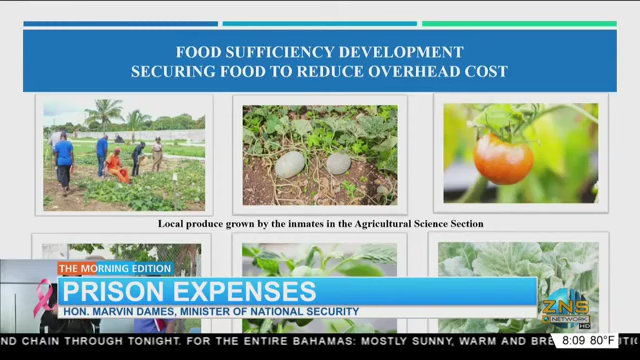 FOOD SUFFICIENCY DEVELOPMENT
SECURING FOOD TO REDUCE OVERHEAD COST
Local produce grown by the inmates in the Agricultural Science Section
THE MORNING EDITION
PRISON EXPENSES
HON. MARVIN DAMES, MINISTER OF NATIONAL SECURITY
ZNS
NETWORK
HD
ND CHAIN THROUGH TONIGHT. FOR THE ENTIRE BAHAMAS: MOSTLY SUNNY, WARM AND BRE
8:09 80°F